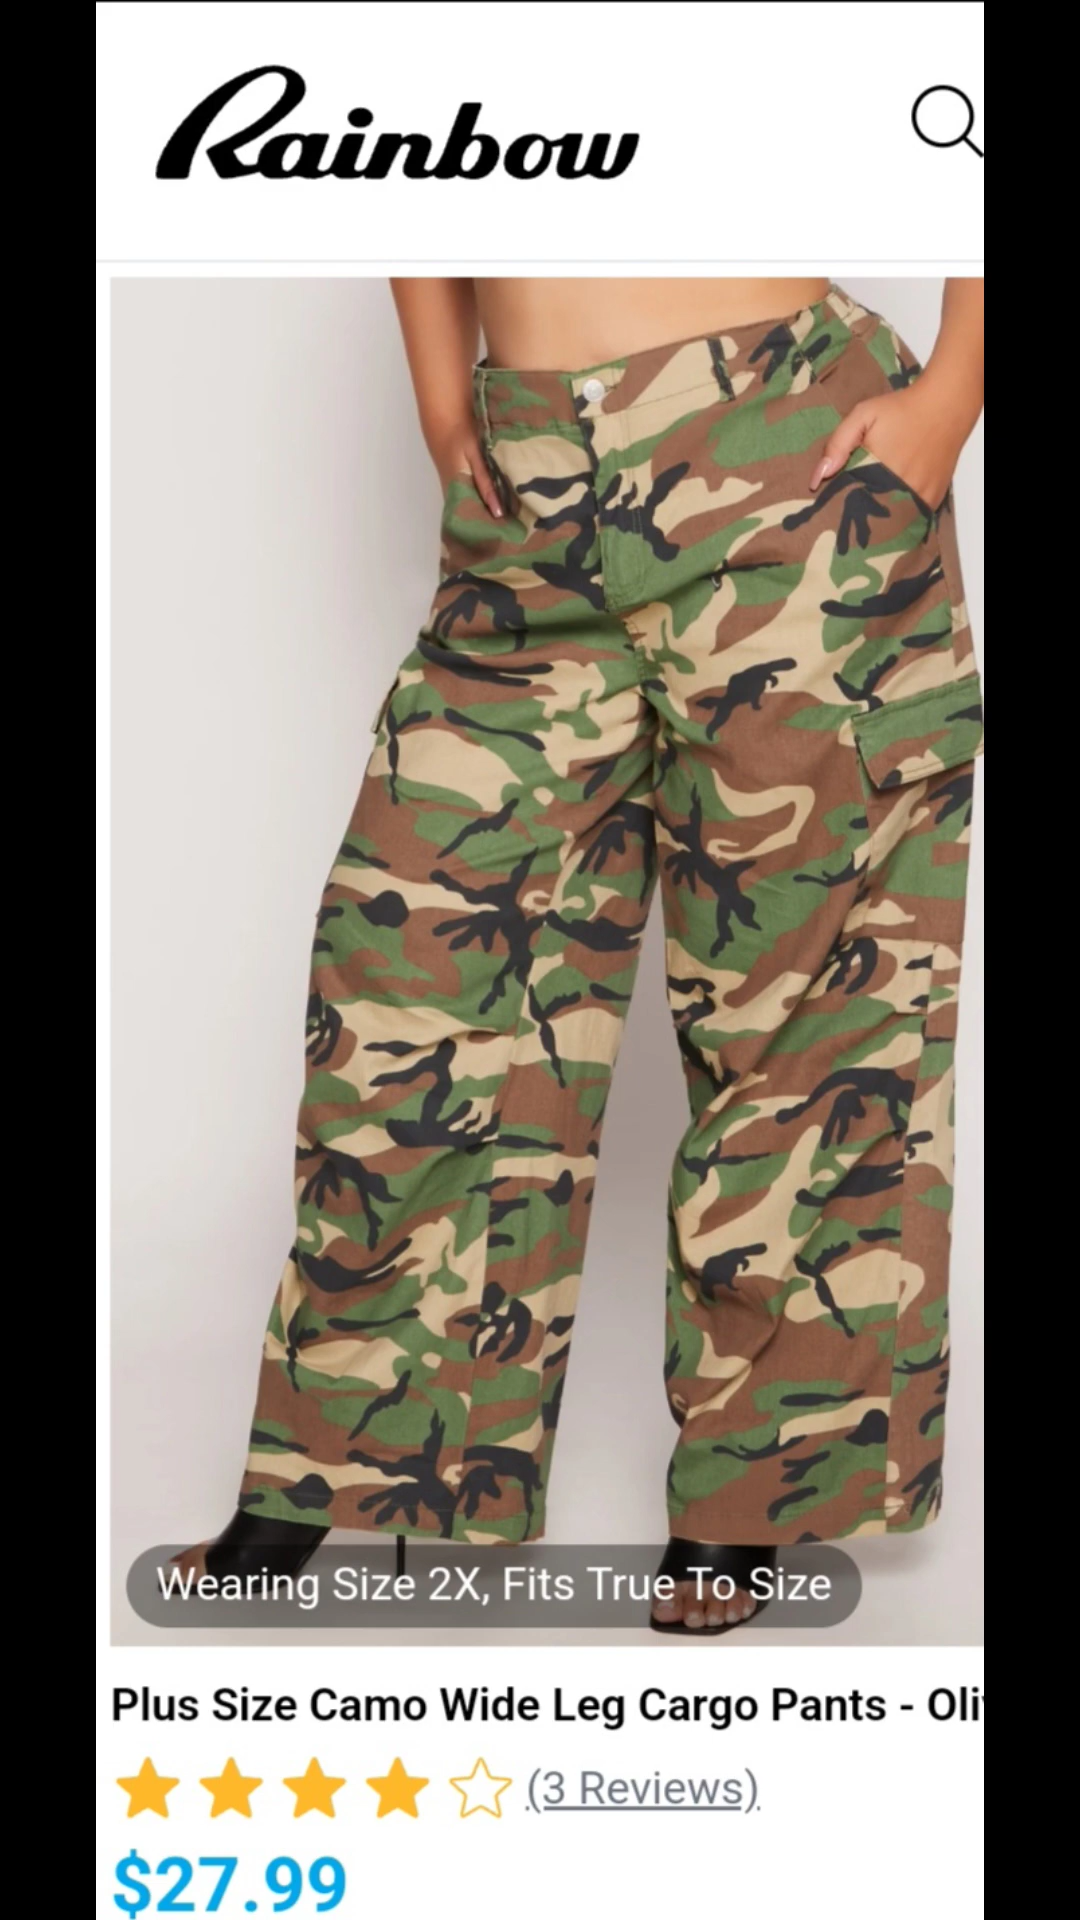 Rainbow
Wearing Size 2X, Fits True To Size
Plus Size Camo Wide Leg Cargo Pants - Oli
(3 Reviews)
$27.99